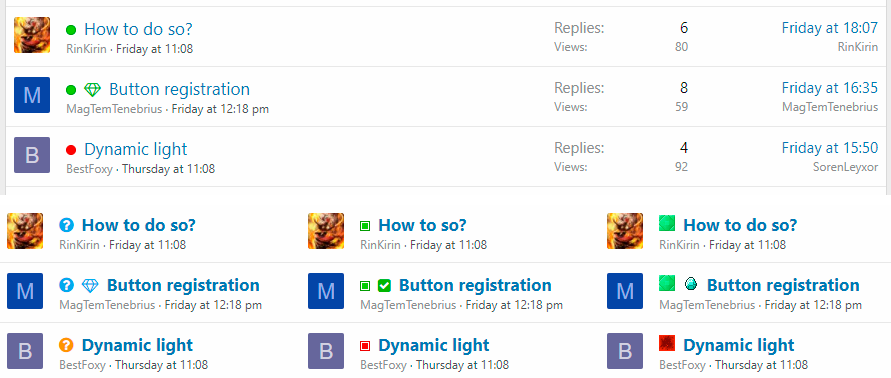 How to do so? Replies: 6 Friday at 18:07
RinKirin · Friday at 11:08 Views: 80 RinKirin
M Button registration Replies: 8 Friday at 16:35
MagTemTenebrius · Friday at 12:18 pm Views: 59 MagTemTenebrius
B Dynamic light Replies: 4 Friday at 15:50
BestFoxy · Thursday at 11:08 Views: 92 SorenLeyxor
? How to do so? How to so? How to do so?
RinKirin · Friday at 11:08 RinKirin · Friday at 11:08 RinKirin · Friday at 11:08
M ? Button registration M Button registration M Button registration
MagTemTenebrius · Friday at 12:18 pm MagTemTenebrius · Friday at 12:18 pm MagTemTenebrius · Friday at 12:18 pm
B ? Dynamic light B Dynamic light B Dynamic light
BestFoxy · Thursday at 11:08 BestFoxy · Thursday at 11:08 BestFoxy · Thursday at 11:08